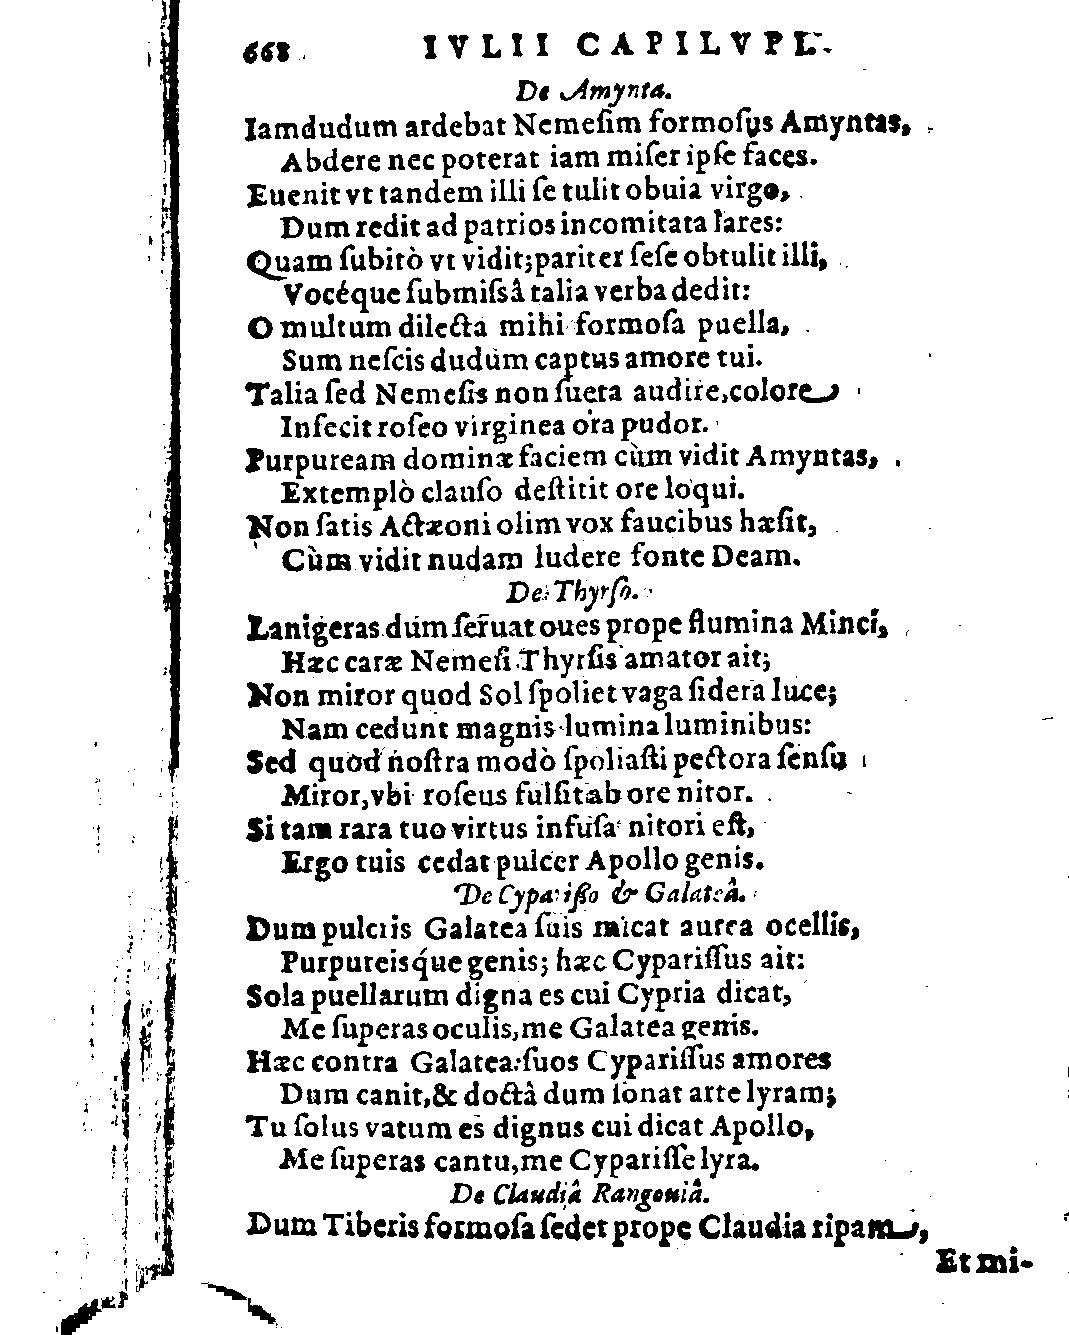 668 IVLII CAPILVPI.
De Amynta.
Iamdudum ardebat Nemeſim formoſus Amyntas,
Abdere nec poterat iam miſer ipſe faces.
Euenit vt tandem illi ſe tulit obuia virgo,
Dum redit ad patrios incomitata lares:
Quam ſubitò vt vidit; pariter ſeſe obtulit illi,
Vocéque ſubmiſsâ talia verba dedit:
O multum dilecta mihi formoſa puella,
Sum neſcis dudum captus amore tui.
Talia ſed Nemeſis non ſueta audire, colore
Infecit roſeo virginea ora pudor.
Purpuream dominæ faciem cùm vidit Amyntas,
Extemplò clauſo deſtitit ore loqui.
Non ſatis Actæoni olim vox faucibus hæſit,
Cùm vidit nudam ludere fonte Deam.
De Thyrſo.
Lanigeras dum ſeruat oues prope flumina Mincî,
Hæc caræ Nemeſi Thyrſis amator ait;
Non miror quod Sol ſpoliet vaga ſidera luce;
Nam cedunt magnis lumina luminibus:
Sed quod noſtra modò ſpoliaſti pectora ſenſu
Miror, vbi roſeus fulſit ab ore nitor.
Si tam rara tuo virtus infuſa nitori eſt,
Ergo tuis cedat pulcer Apollo genis.
De Cypariſſo & Galateâ.
Dum pulcris Galatea ſuis micat aurea ocellis,
Purpureisq́ue genis; hæc Cypariſſus ait:
Sola puellarum digna es cui Cypria dicat,
Me ſuperas oculis, me Galatea genis.
Hæc contra Galatea: ſuos Cypariſſus amores
Dum canit, & doctâ dum ſonat arte lyram;
Tu ſolus vatum es dignus cui dicat Apollo,
Me ſuperas cantu, me Cypariſſe lyra.
De Claudiâ Rangoniâ.
Dum Tiberis formoſa ſedet prope Claudia ripam,
Et mi-